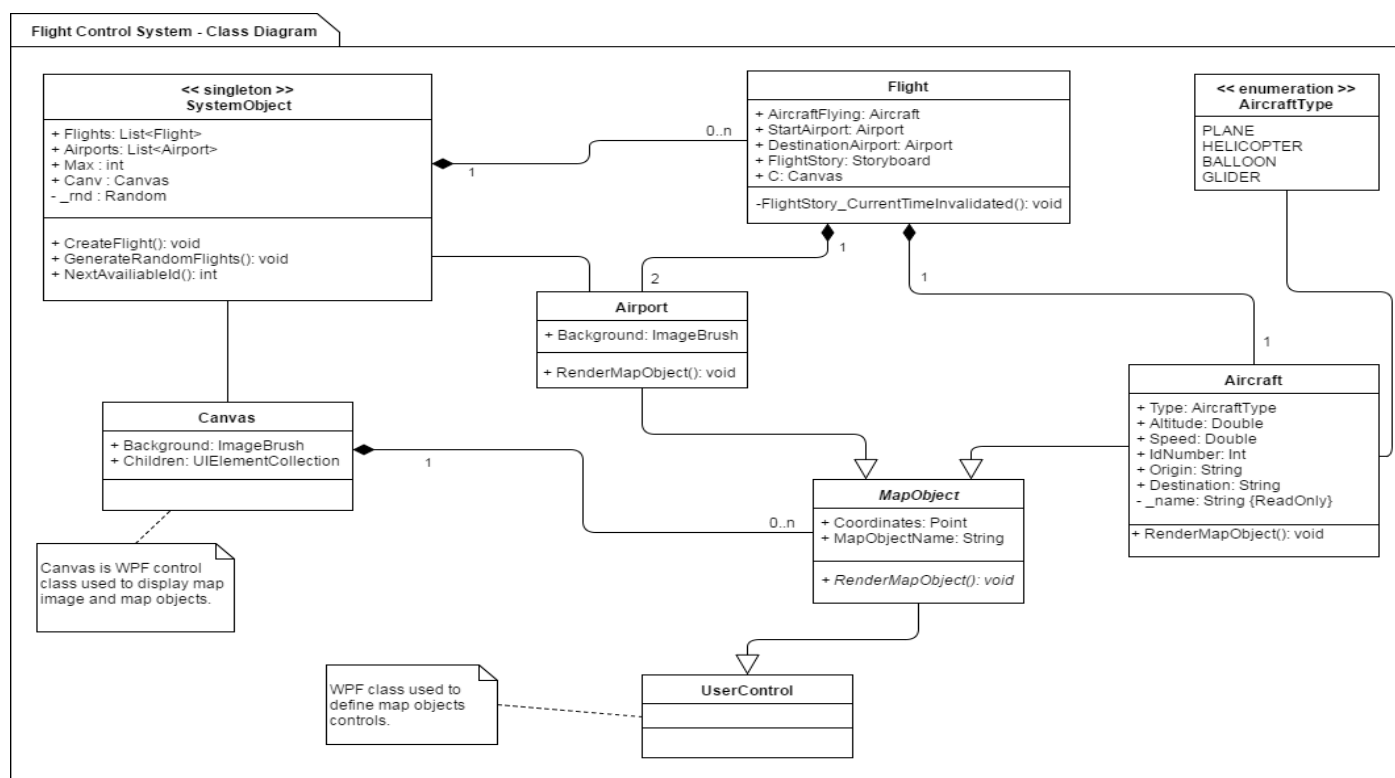 Flight Control System - Class Diagram
<< singleton >>
SystemObject
+ Flights: List<Flight>
+ Airports: List<Airport>
+ Max : int
+ Canv : Canvas
- _rnd : Random
+ CreateFlight(): void
+ GenerateRandomFlights(): void
+ NextAvailiableId(): int
1
0..n
Flight
+ AircraftFlying: Aircraft
+ StartAirport: Airport
+ DestinationAirport: Airport
+ FlightStory: Storyboard
+ C: Canvas
-FlightStory_CurrentTimeInvalidated(): void
<< enumeration >>
AircraftType
PLANE
HELICOPTER
BALLOON
GLIDER
1
2
1
1
Airport
+ Background: ImageBrush
+ RenderMapObject(): void
Aircraft
+ Type: AircraftType
+ Altitude: Double
+ Speed: Double
+ IdNumber: Int
+ Origin: String
+ Destination: String
- _name: String {ReadOnly}
+ RenderMapObject(): void
Canvas
+ Background: ImageBrush
+ Children: UIElementCollection
1
0..n
MapObject
+ Coordinates: Point
+ MapObjectName: String
+ RenderMapObject(): void
Canvas is WPF control
class used to display map
image and map objects.
WPF class used to
define map objects
controls.
UserControl